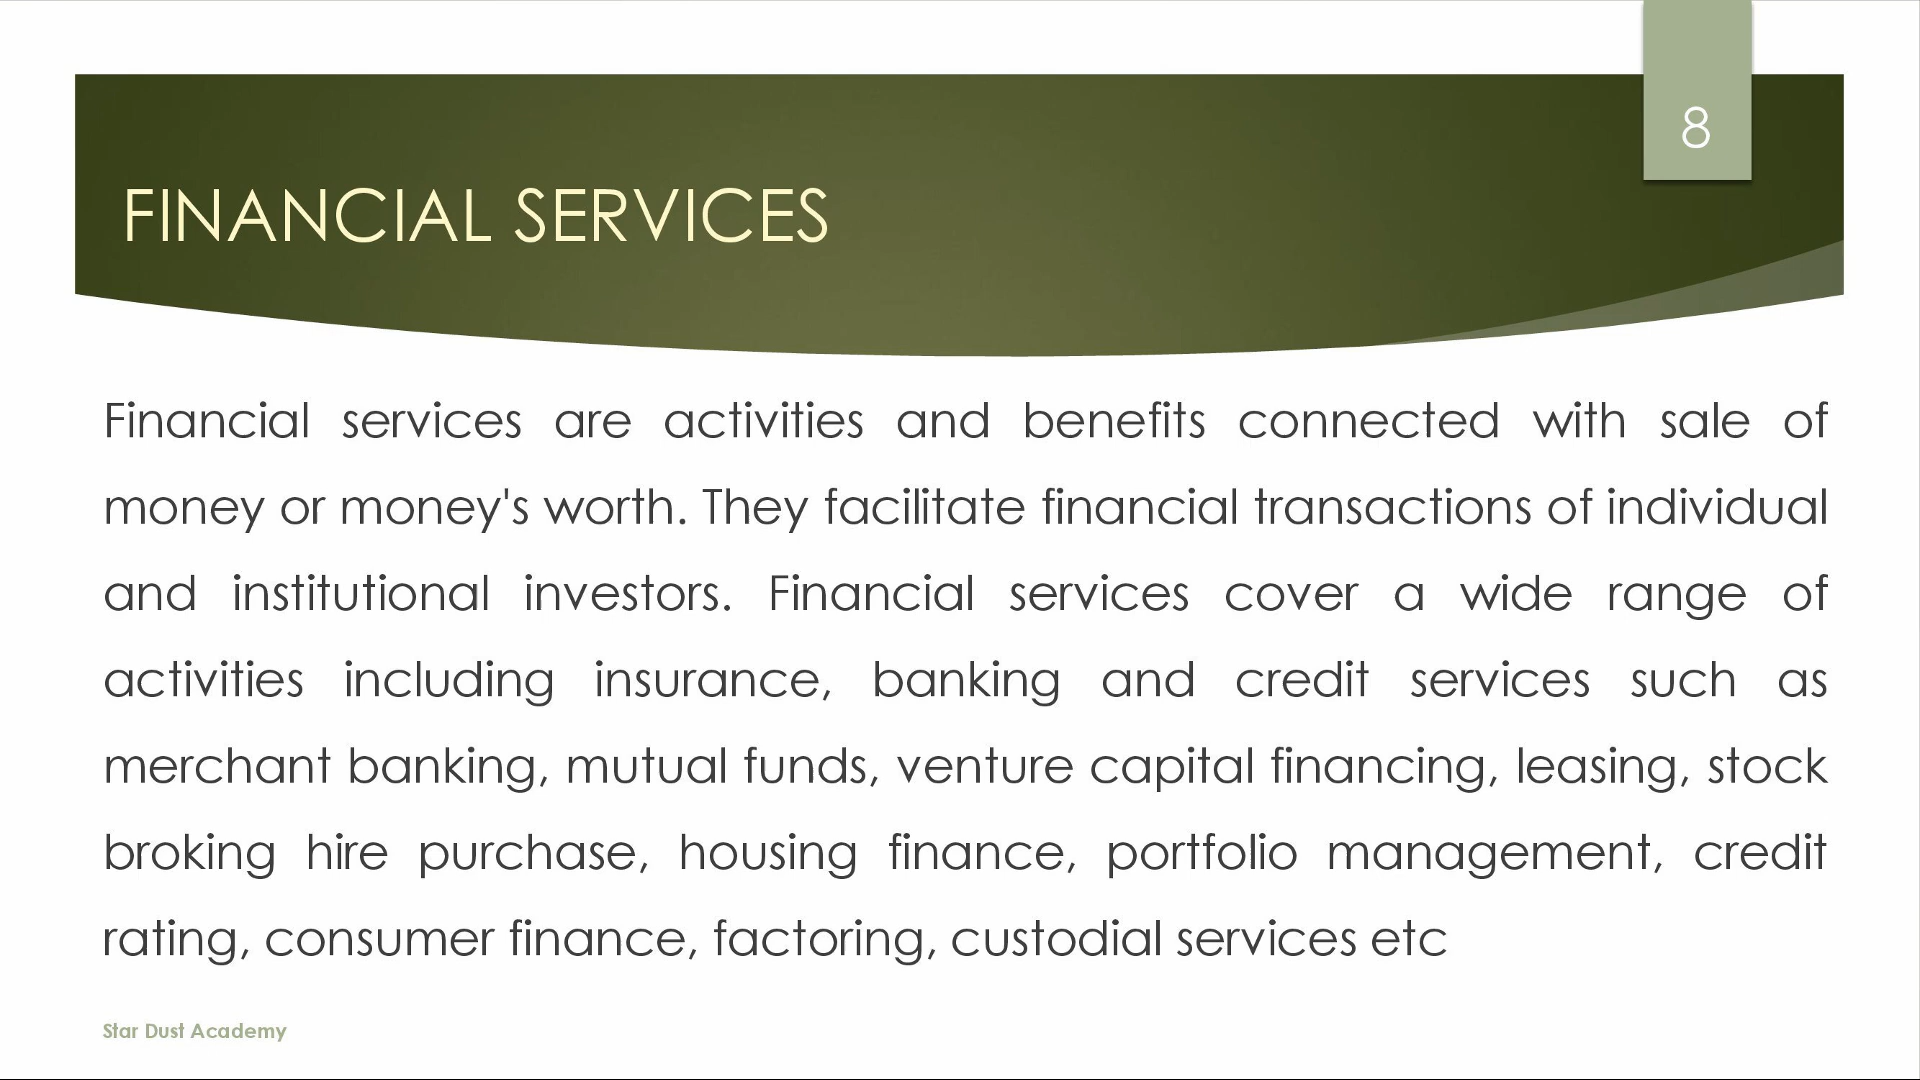 8
FINANCIAL SERVICES
Financial services are activities and benefits connected with sale of
money or money's worth. They facilitate financial transactions of individual
and institutional investors. Financial services cover a wide range of
activities including insurance, banking and credit services such as
merchant banking, mutual funds, venture capital financing, leasing, stock
broking hire purchase, housing finance, portfolio management, credit
rating, consumer finance, factoring, custodial services etc
Star Dust Academy